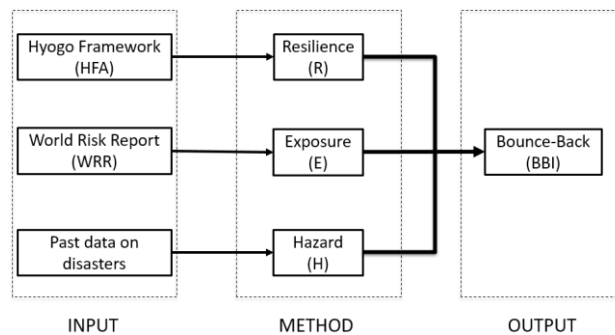 Hyogo Framework
(HFA)
Resilience
(R)
World Risk Report
(WRR)
Exposure
(E)
Bounce-Back
(BBI)
Past data on
disasters
Hazard
(H)
INPUT
METHOD
OUTPUT